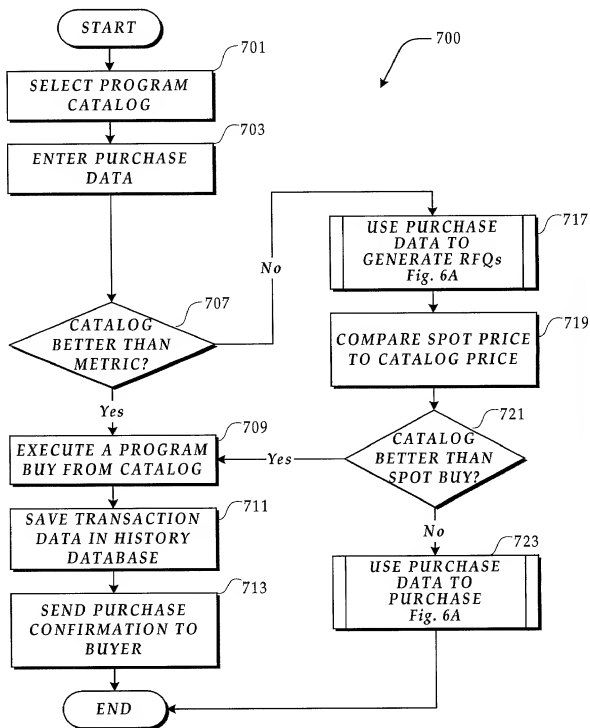 START
700
701
SELECT PROGRAM
CATALOG
703
ENTER PURCHASE
DATA
707
CATALOG
BETTER THAN
METRIC?
No
Yes
709
EXECUTE A PROGRAM
BUY FROM CATALOG
711
SAVE TRANSACTION
DATA IN HISTORY
DATABASE
713
SEND PURCHASE
CONFIRMATION TO
BUYER
END
717
USE PURCHASE
DATA TO
GENERATE RFQs
Fig. 6A
719
COMPARE SPOT PRICE
TO CATALOG PRICE
721
CATALOG
BETTER THAN
SPOT BUY?
Yes
No
723
USE PURCHASE
DATA TO
PURCHASE
Fig. 6A